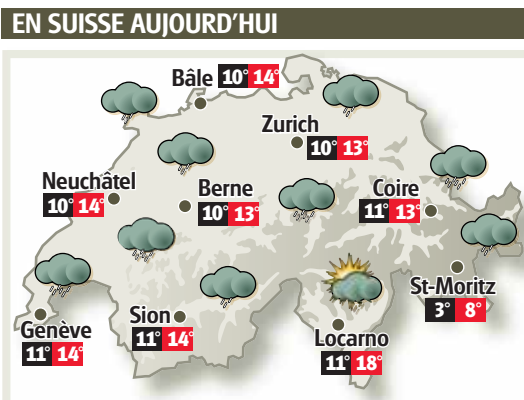 EN SUISSE AUJOURD’HUI
Bâle 10° 14°
Zurich
10° 13°
Neuchâtel
10° 14°
Berne
10° 13°
Coire
11° 13°
St-Moritz
3° 8°
Genève
11° 14°
Sion
11° 14°
Locarno
11° 18°